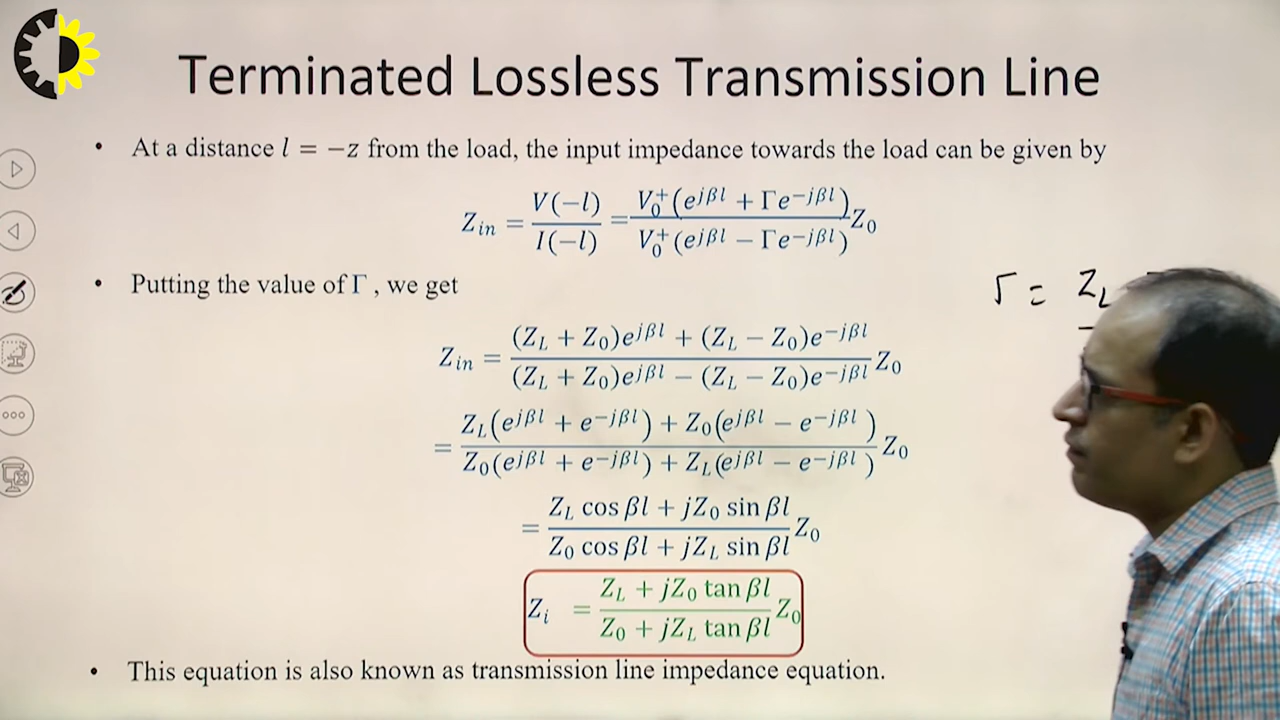 Terminated Lossless Transmission Line
• At a distance l = −z from the load, the input impedance towards the load can be given by
Z_in = V(−l) / I(−l) = V_0^+(e^{jβl} + Γe^{−jβl}) / V_0^+(e^{jβl} − Γe^{−jβl}) Z_0
• Putting the value of Γ , we get
Γ = Z_L
Z_in = (Z_L + Z_0)e^{jβl} + (Z_L − Z_0)e^{−jβl} / (Z_L + Z_0)e^{jβl} − (Z_L − Z_0)e^{−jβl} Z_0
= Z_L(e^{jβl} + e^{−jβl}) + Z_0(e^{jβl} − e^{−jβl}) / Z_0(e^{jβl} + e^{−jβl}) + Z_L(e^{jβl} − e^{−jβl}) Z_0
= Z_L cos βl + jZ_0 sin βl / Z_0 cos βl + jZ_L sin βl Z_0
Z_i = Z_L + jZ_0 tan βl / Z_0 + jZ_L tan βl Z_0
• This equation is also known as transmission line impedance equation.